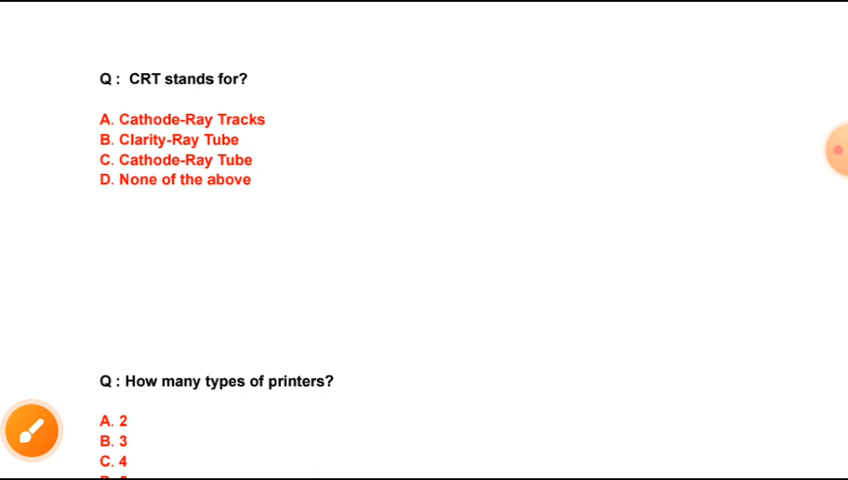 Q : CRT stands for?
A. Cathode-Ray Tracks
B. Clarity-Ray Tube
C. Cathode-Ray Tube
D. None of the above
Q : How many types of printers?
A. 2
B. 3
C. 4